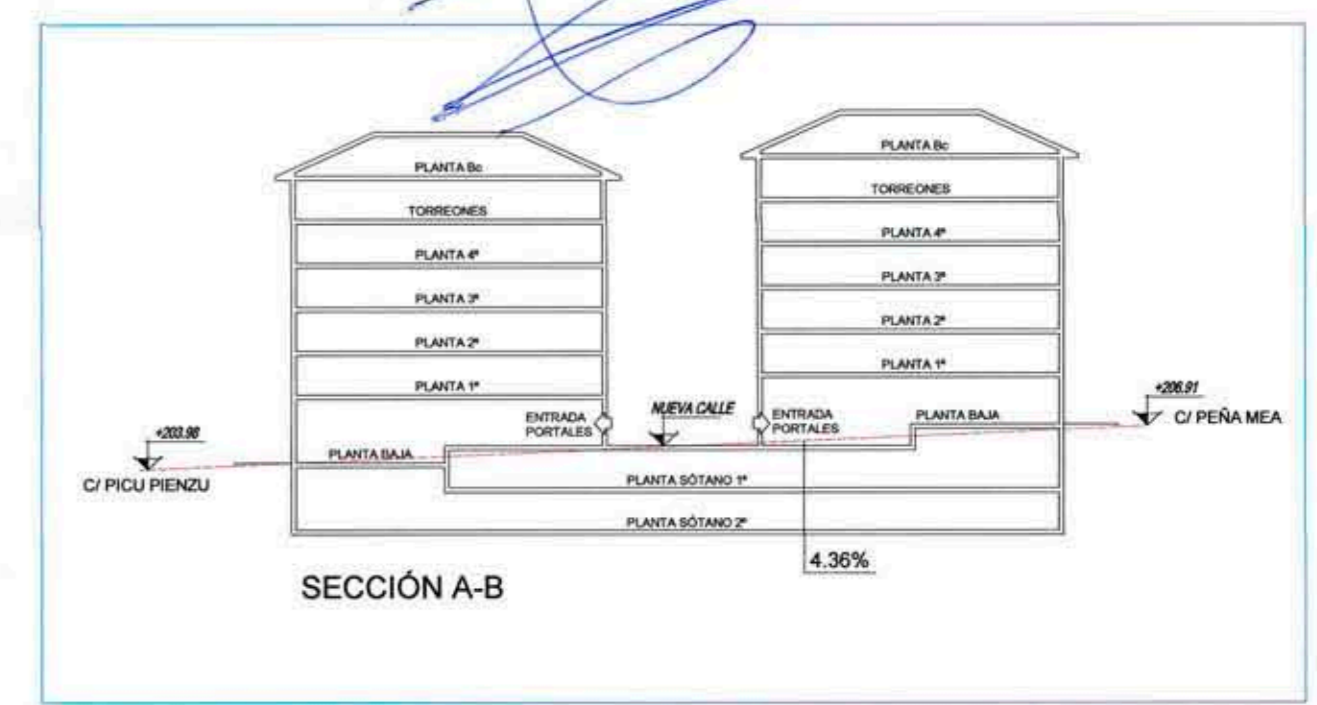 PLANTA Bc
TORREONES
PLANTA 4ª
PLANTA 3ª
PLANTA 2ª
PLANTA 1ª
ENTRADA
PORTALES
PLANTA BAJA
+203.98
C/ PICU PIENZU
NUEVA CALLE
PLANTA Bc
TORREONES
PLANTA 4ª
PLANTA 3ª
PLANTA 2ª
PLANTA 1ª
ENTRADA
PORTALES
PLANTA BAJA
+206.91
C/ PEÑA MEA
PLANTA SÓTANO 1ª
PLANTA SÓTANO 2ª
4.36%
SECCIÓN A-B